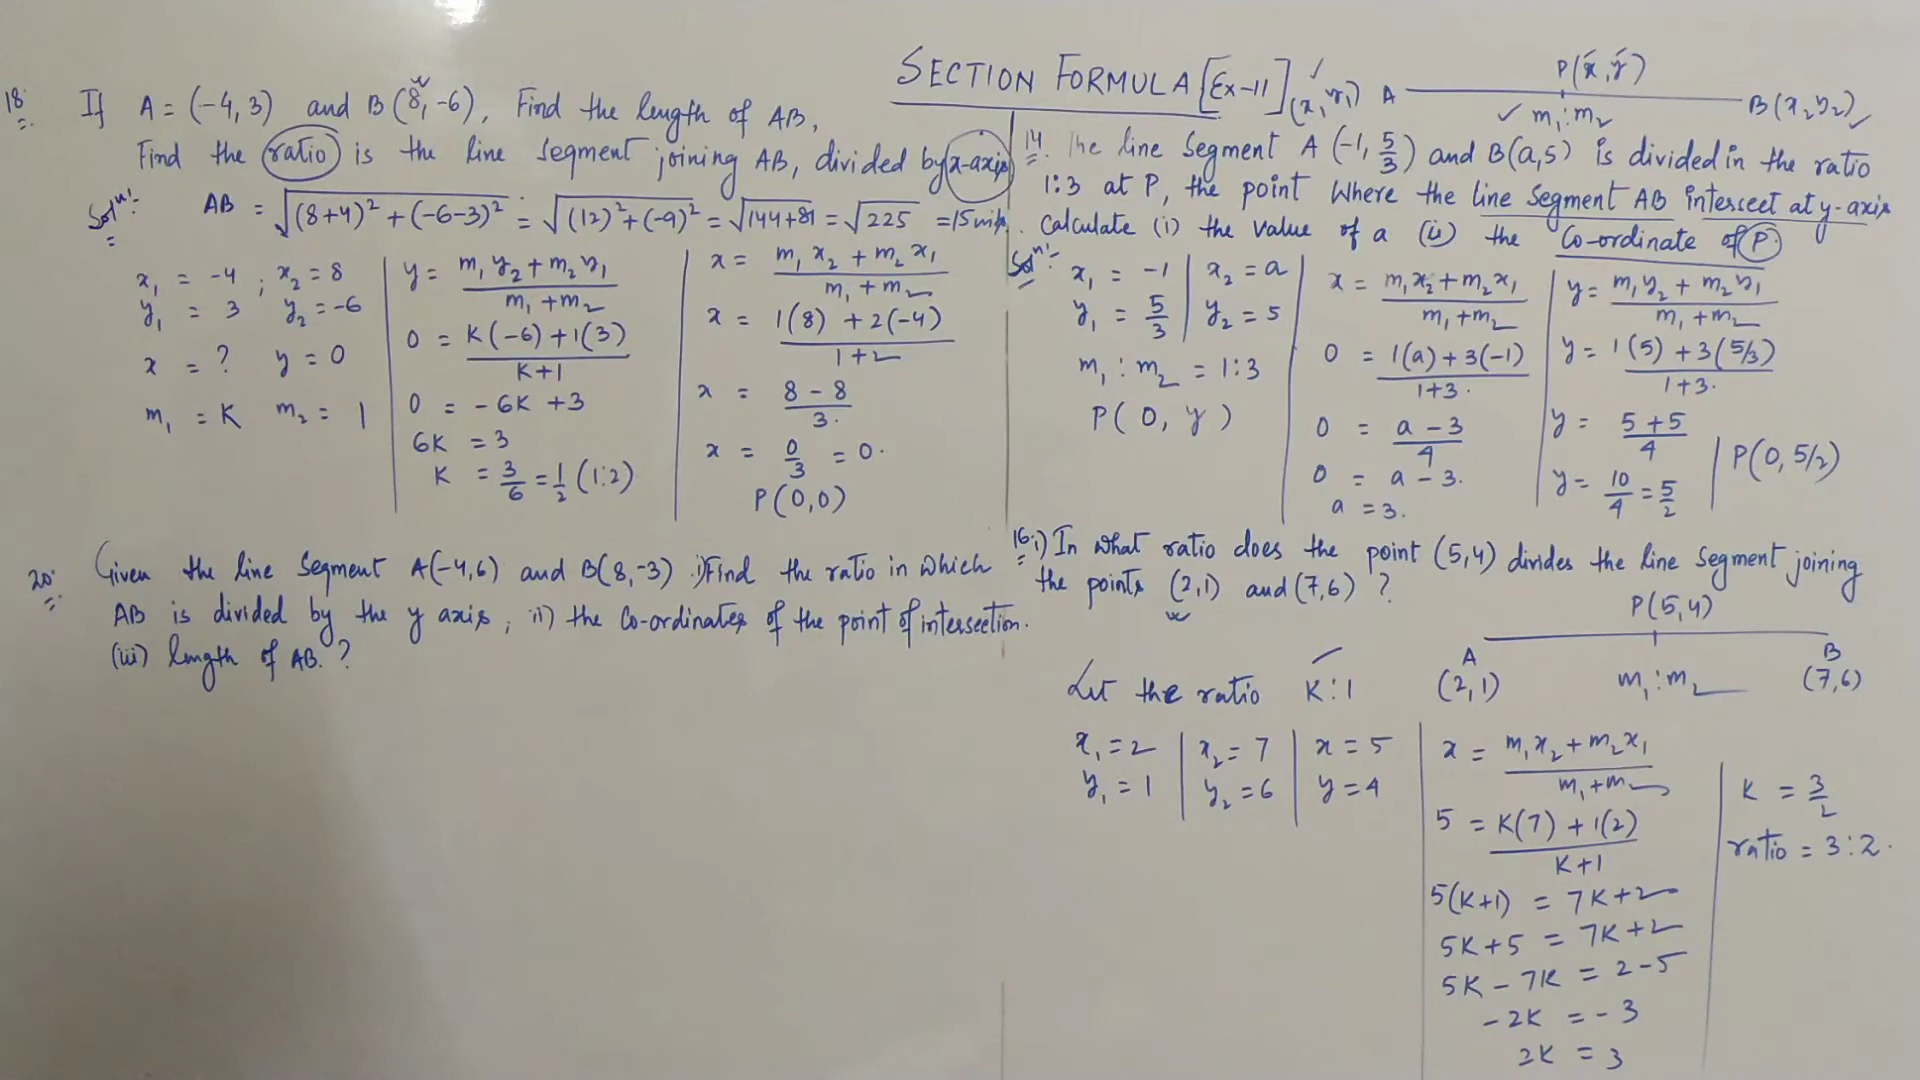 SECTION FORMULA [Ex-11]
(x₁, y₁) A
P(x, y)
m₁ : m₂
B(x₂ y₂)
18. If A = (-4, 3) and B (8, -6), Find the length of AB,
Find the ratio is the line segment joining AB, divided by x-axis
Solⁿ: AB = √((8+4)² + (-6-3)²) = √((12)² + (-9)²) = √(144+81) = √225 = 15 units.
x₁ = -4 ; x₂ = 8
y₁ = 3 y₂ = -6
x = ? y = 0
m₁ = K m₂ = 1
y = (m₁ y₂ + m₂ y₁)/(m₁ + m₂)
0 = (K(-6) + 1(3))/(K+1)
0 = -6K + 3
6K = 3
K = 3/6 = 1/2 (1:2)
x = (m₁ x₂ + m₂ x₁)/(m₁ + m₂)
x = (1(8) + 2(-4))/(1+2)
x = (8 - 8)/3.
x = 0/3 = 0.
P(0,0)
14. The line segment A (-1, 5/3) and B(a,5) is divided in the ratio
1:3 at P, the point where the line segment AB intersect at y-axis
Calculate (i) the value of a (ii) the Co-ordinate of P.
Solⁿ: x₁ = -1 | x₂ = a
y₁ = 5/3 | y₂ = 5
m₁ : m₂ = 1:3
P( 0, y )
x = (m₁x₂ + m₂x₁)/(m₁ + m₂)
0 = (1(a) + 3(-1))/(1+3.)
0 = (a - 3)/4
0 = a - 3.
a = 3.
y = (m₁y₂ + m₂y₁)/(m₁ + m₂)
y = (1(5) + 3(5/3))/(1+3.)
y = (5 + 5)/4
y = 10/4 = 5/2
P(0, 5/2)
20. Given the line segment A(-4,6) and B(8,-3) i) Find the ratio in which
AB is divided by the y axis, ii) the Co-ordinates of the point of intersection.
(iii) length of AB. ?
16. i) In what ratio does the point (5,4) divides the line segment joining
the points (2,1) and (7,6) ?
P(5,4)
A B
(2,1) m₁ : m₂ (7,6)
Let the ratio K:1
x₁ = 2 | x₂ = 7 | x = 5
y₁ = 1 | y₂ = 6 | y = 4
x = (m₁x₂ + m₂x₁)/(m₁ + m₂)
5 = (K(7) + 1(2))/(K+1)
5(K+1) = 7K+2
5K+5 = 7K+2
5K - 7K = 2-5
-2K = -3
2K = 3
K = 3/2
ratio = 3:2.